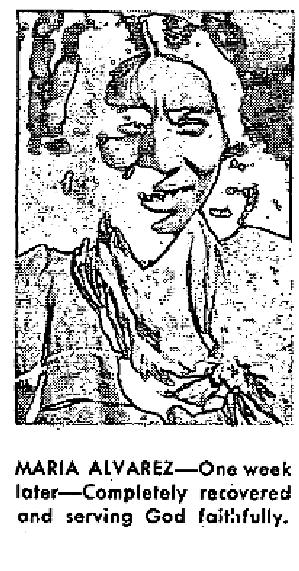 MARIA ALVAREZ—One week
later—Completely recovered
and serving God faithfully.